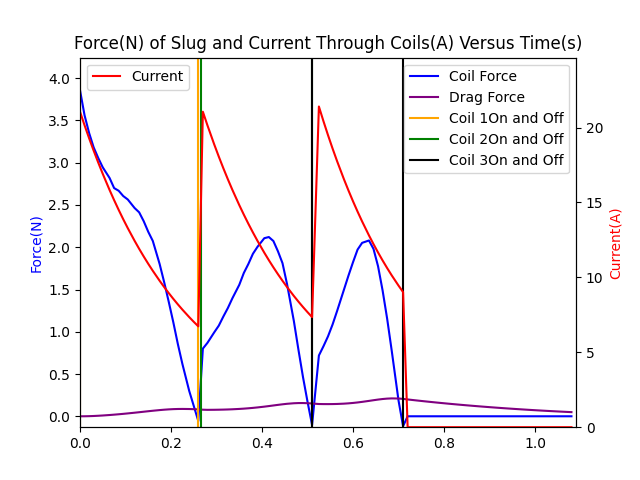 Force(N) of Slug and Current Through Coils(A) Versus Time(s)
Current
Coil Force
Drag Force
Coil 1On and Off
Coil 2On and Off
Coil 3On and Off
Force(N)
4.0
3.5
3.0
2.5
2.0
1.5
1.0
0.5
0.0
Current(A)
20
15
10
5
0
0.0 0.2 0.4 0.6 0.8 1.0